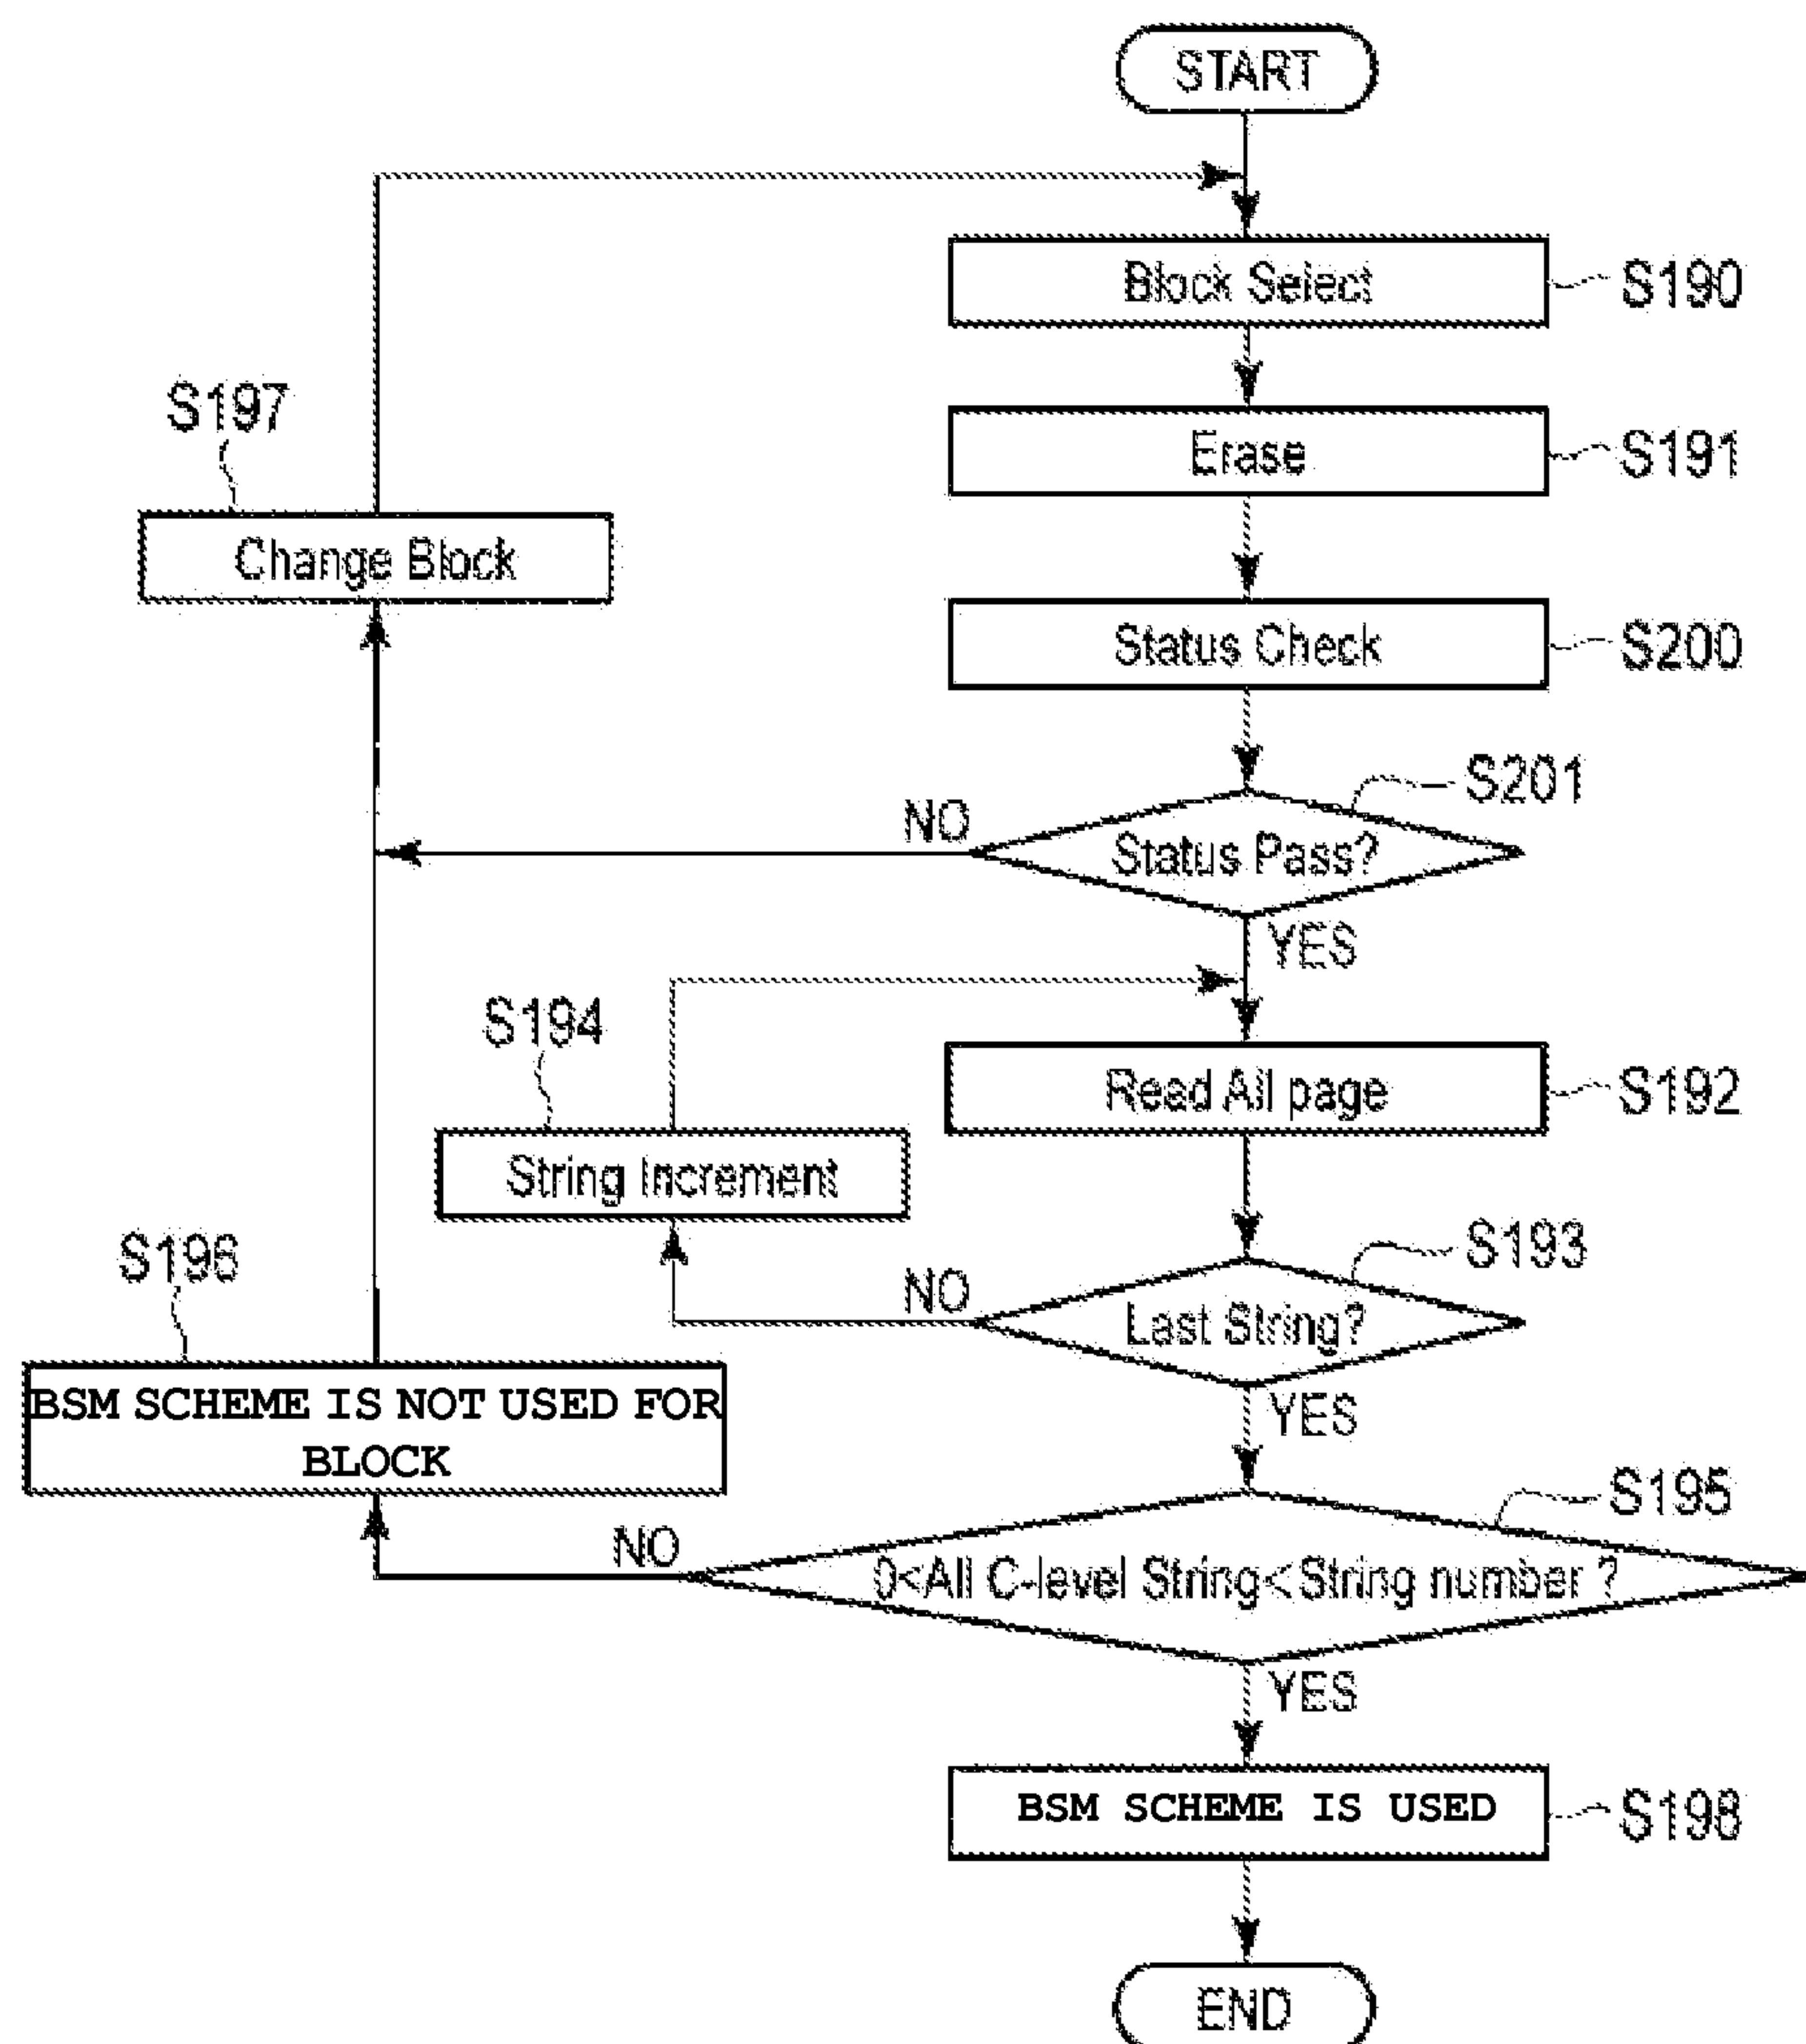 START
Block Select
S190
S197
Erase
S191
Change Block
Status Check
S200
S201
NO
Status Pass?
YES
S194
Read All page
S192
String Increment
S196
S193
NO
Last String?
BSM SCHEME IS NOT USED FOR
BLOCK
YES
S195
NO
0<All C-level String<String number ?
YES
BSM SCHEME IS USED
S198
END